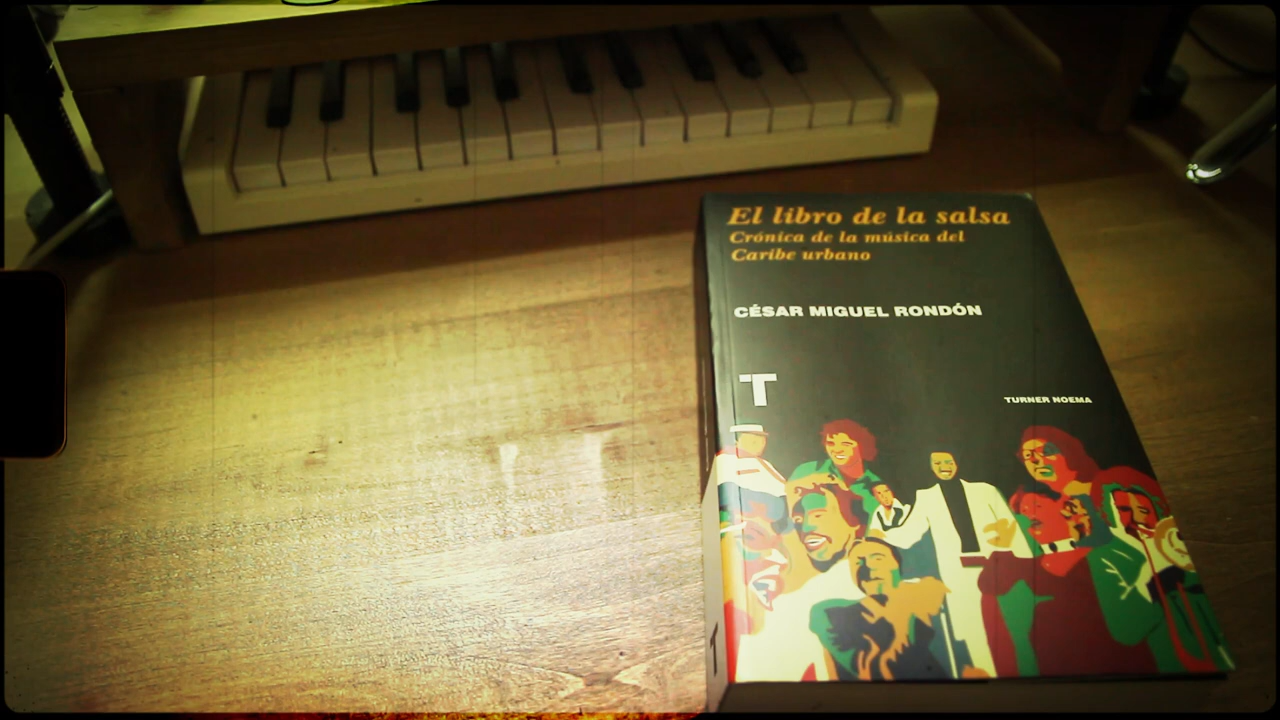 El libro de la salsa
Crónica de la música del
Caribe urbano
CÉSAR MIGUEL RONDÓN
T
TURNER NOEMA
T